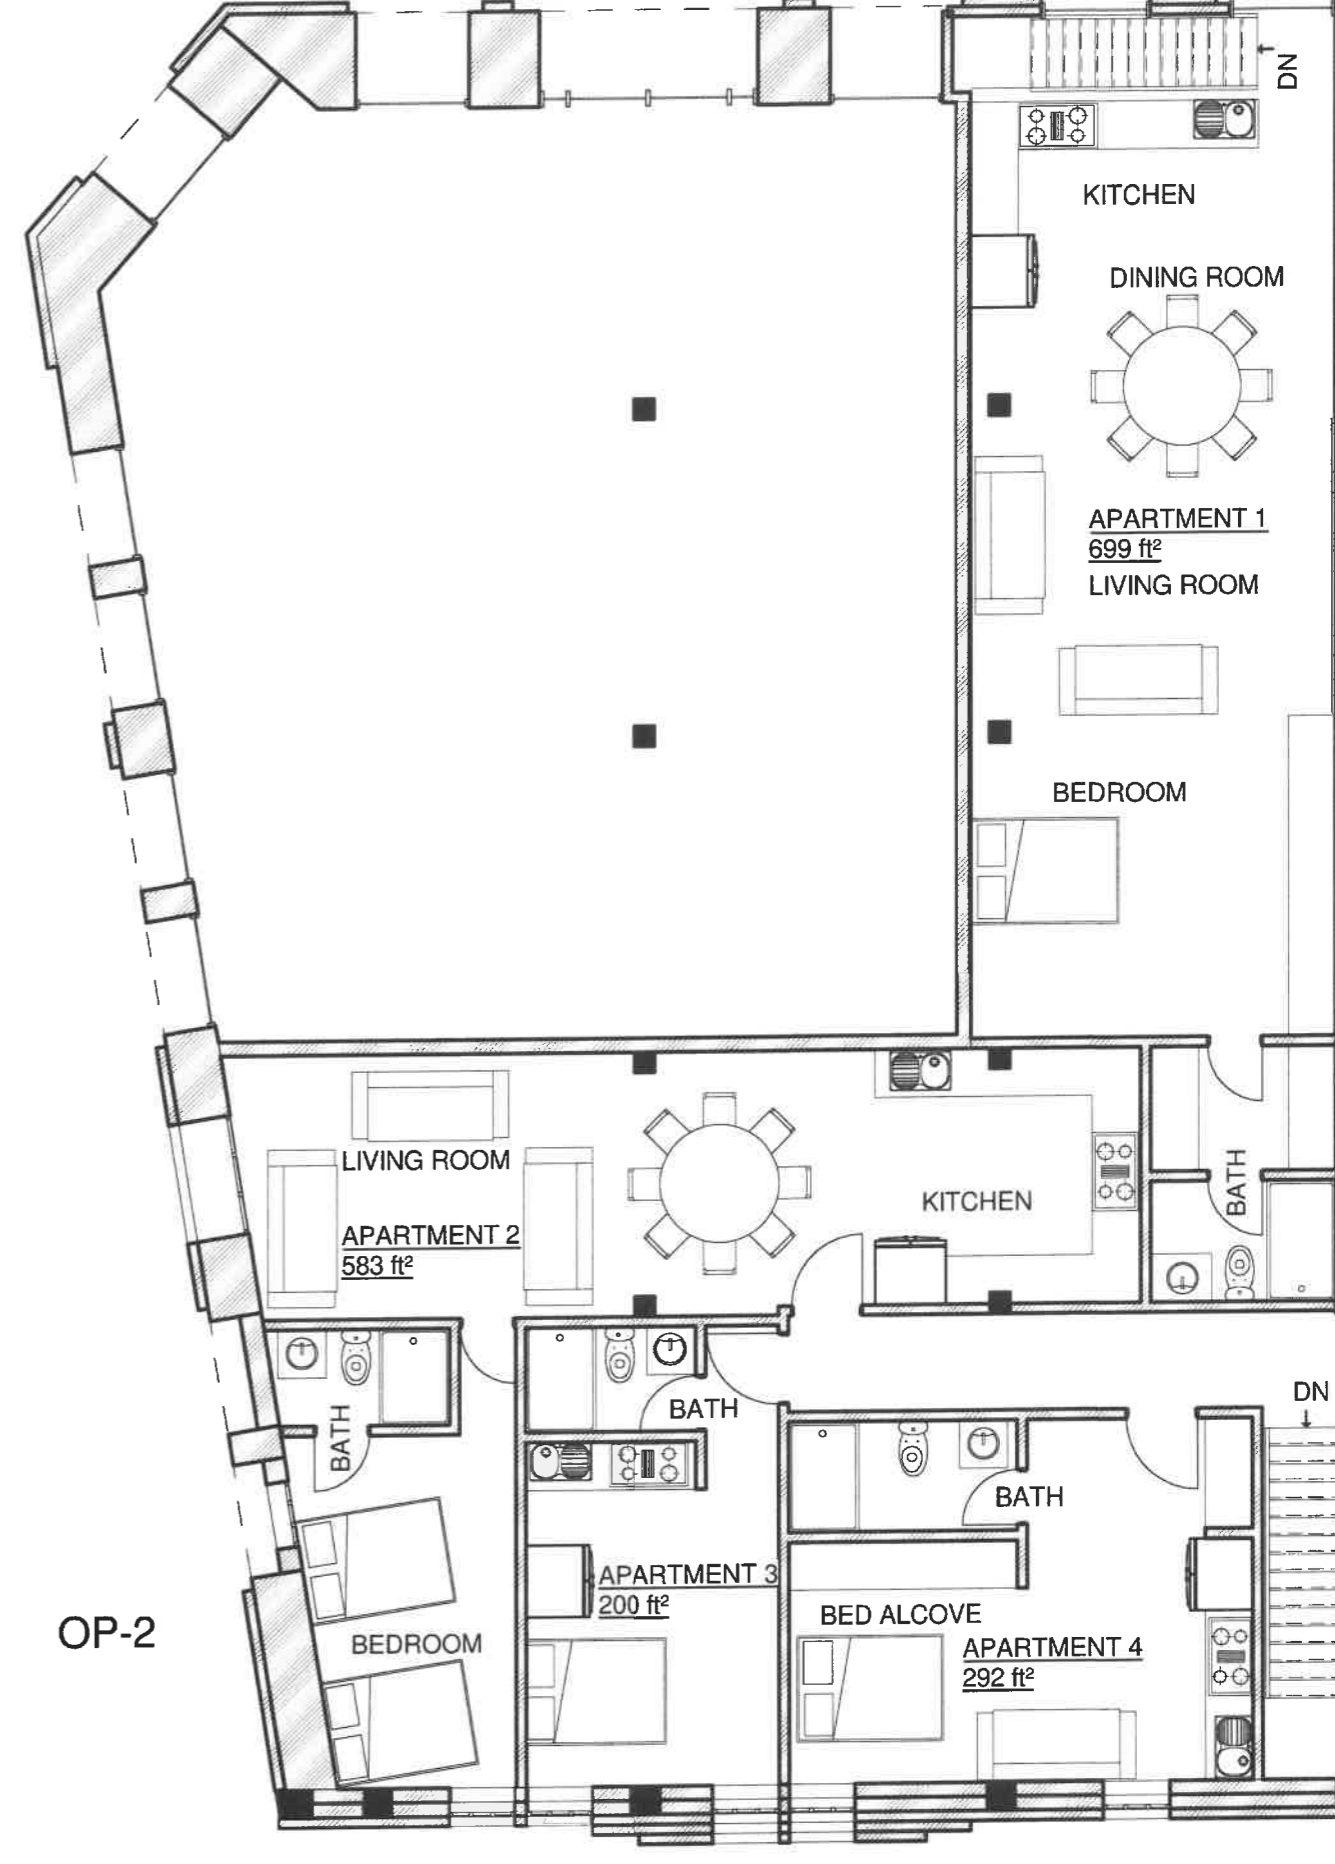 DN
KITCHEN
DINING ROOM
APARTMENT 1
699 ft²
LIVING ROOM
BEDROOM
LIVING ROOM
APARTMENT 2
583 ft²
KITCHEN
BATH
DN
BATH
BATH
BATH
APARTMENT 3
200 ft²
BED ALCOVE
APARTMENT 4
292 ft²
BEDROOM
OP-2